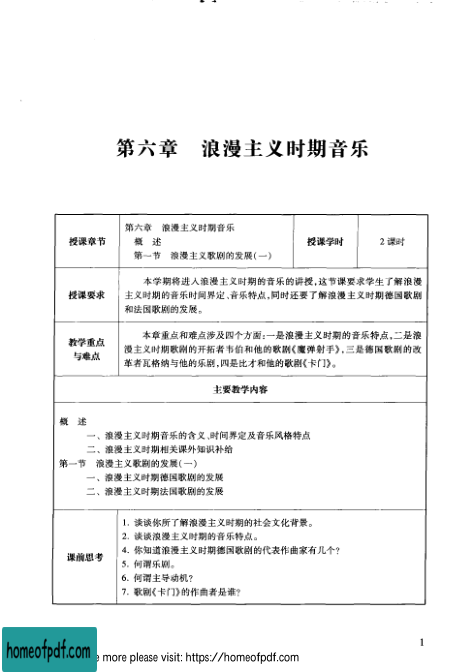 第六章 浪漫主义时期音乐
授课章节
第六章 浪漫主义时期音乐
概 述
第一节 浪漫主义歌剧的发展(一)
授课学时
2 课时
授课要求
本学期将进入浪漫主义时期的音乐的讲授,这节课要求学生了解浪漫
主义时期的音乐时间界定、音乐特点,同时还要了解浪漫主义时期德国歌剧
和法国歌剧的发展。
教学重点
与难点
本章重点和难点涉及四个方面:一是浪漫主义时期的音乐特点,二是浪
漫主义时期歌剧的开拓者韦伯和他的歌剧《魔弹射手》,三是德国歌剧的改
革者瓦格纳与他的乐剧,四是比才和他的歌剧《卡门》。
主要教学内容
概 述
一、浪漫主义时期音乐的含义、时间界定及音乐风格特点
二、浪漫主义时期相关课外知识补给
第一节 浪漫主义歌剧的发展(一)
一、浪漫主义时期德国歌剧的发展
二、浪漫主义时期法国歌剧的发展
课前思考
1. 谈谈你所了解浪漫主义时期的社会文化背景。
2. 谈谈浪漫主义时期的音乐特点。
4. 你知道浪漫主义时期德国歌剧的代表作曲家有几个?
5. 何谓乐剧。
6. 何谓主导动机?
7. 歌剧《卡门》的作曲者是谁?
1
homeofpdf.com
more please visit: https://homeofpdf.com